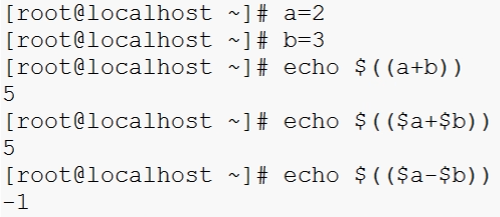 [root@localhost ~]# a=2
[root@localhost ~]# b=3
[root@localhost ~]# echo $((a+b))
5
[root@localhost ~]# echo $(($a+$b))
5
[root@localhost ~]# echo $(($a-$b))
-1